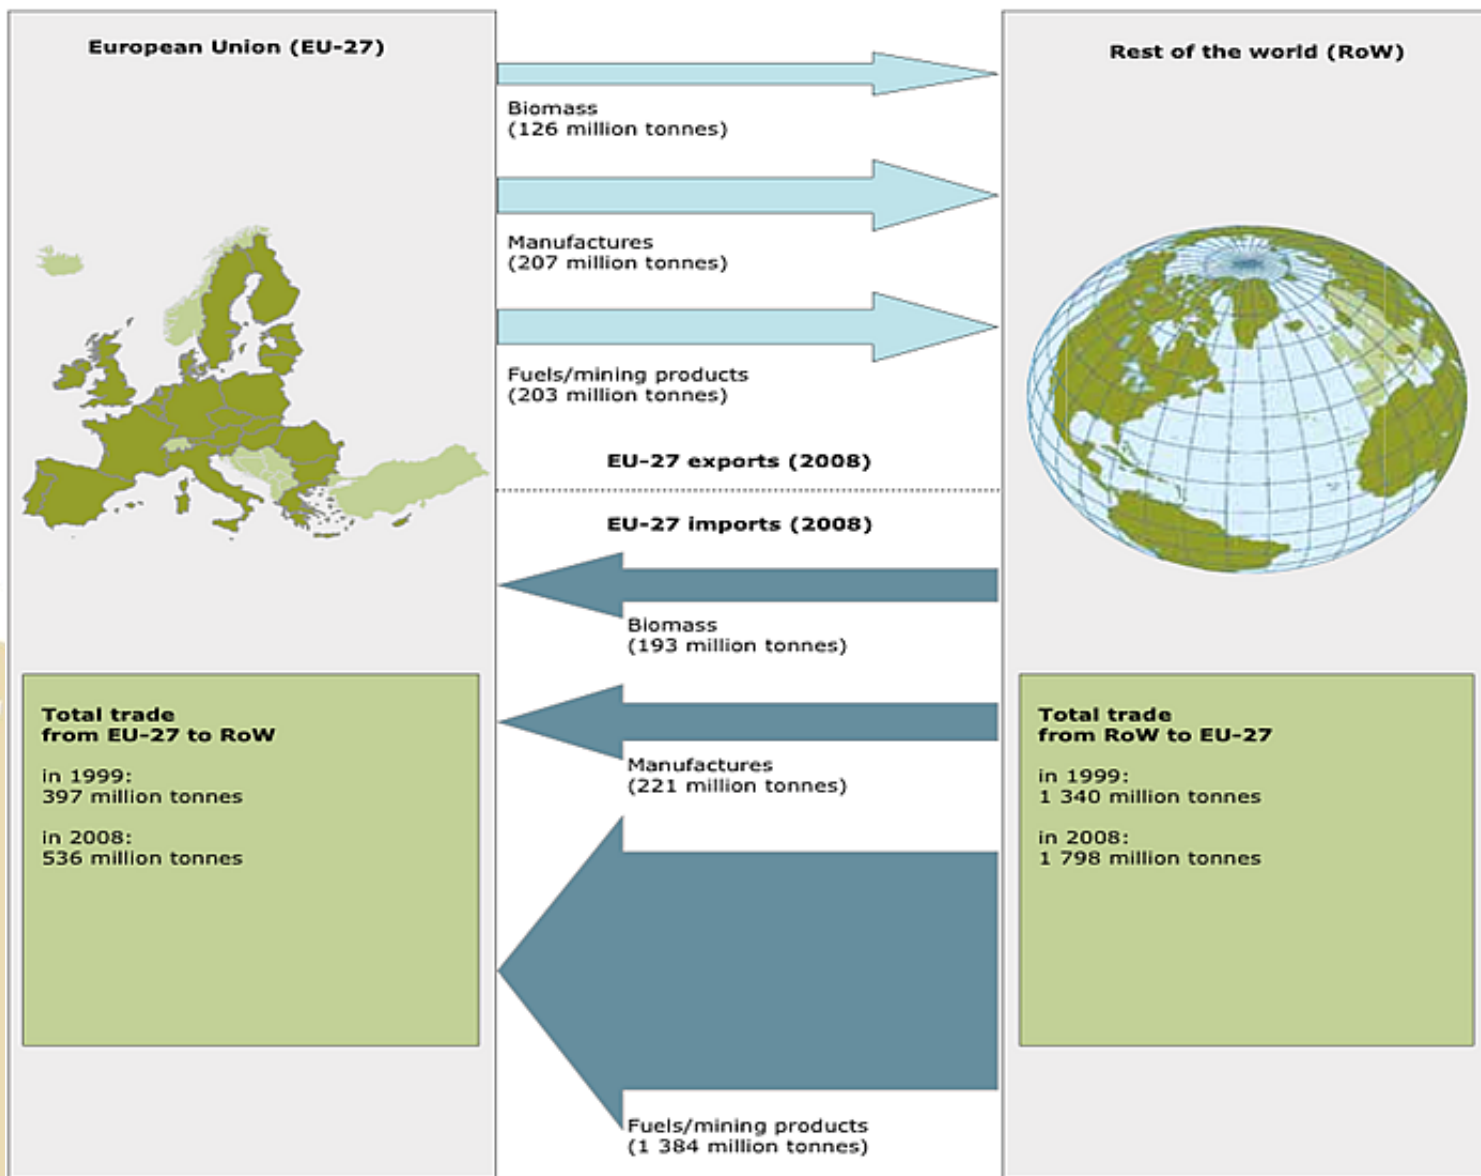 European Union (EU-27)
Rest of the world (RoW)
Biomass
(126 million tonnes)
Manufactures
(207 million tonnes)
Fuels/mining products
(203 million tonnes)
EU-27 exports (2008)
EU-27 imports (2008)
Biomass
(193 million tonnes)
Manufactures
(221 million tonnes)
Fuels/mining products
(1 384 million tonnes)
Total trade
from EU-27 to RoW
in 1999:
397 million tonnes
in 2008:
536 million tonnes
Total trade
from RoW to EU-27
in 1999:
1 340 million tonnes
in 2008:
1 798 million tonnes